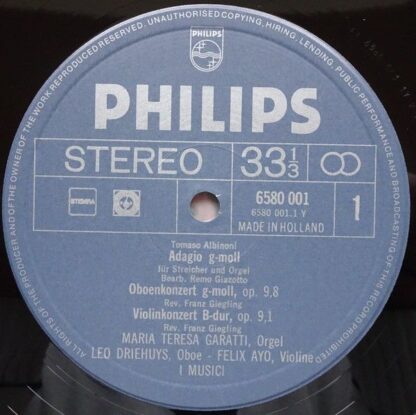 ALL RIGHTS OF THE PRODUCER AND OF THE OWNER OF THE WORK REPRODUCED RESERVED. UNAUTHORISED COPYING, HIRING, LENDING, PUBLIC PERFORMANCE AND BROADCASTING OF THIS RECORD PROHIBITED
PHILIPS
PHILIPS
STEREO 33 1/3
STEMRA
6580 001
6580 001.1 Y
MADE IN HOLLAND
1
Tomaso Albinoni
Adagio g-moll
für Streicher und Orgel
Bearb. Remo Giazotto
Oboenkonzert g-moll, op. 9,8
Rev. Franz Giegling
Violinkonzert B-dur, op. 9,1
Rev. Franz Giegling
MARIA TERESA GARATTI, Orgel
LEO DRIEHUYS, Oboe - FELIX AYO, Violine
I MUSICI